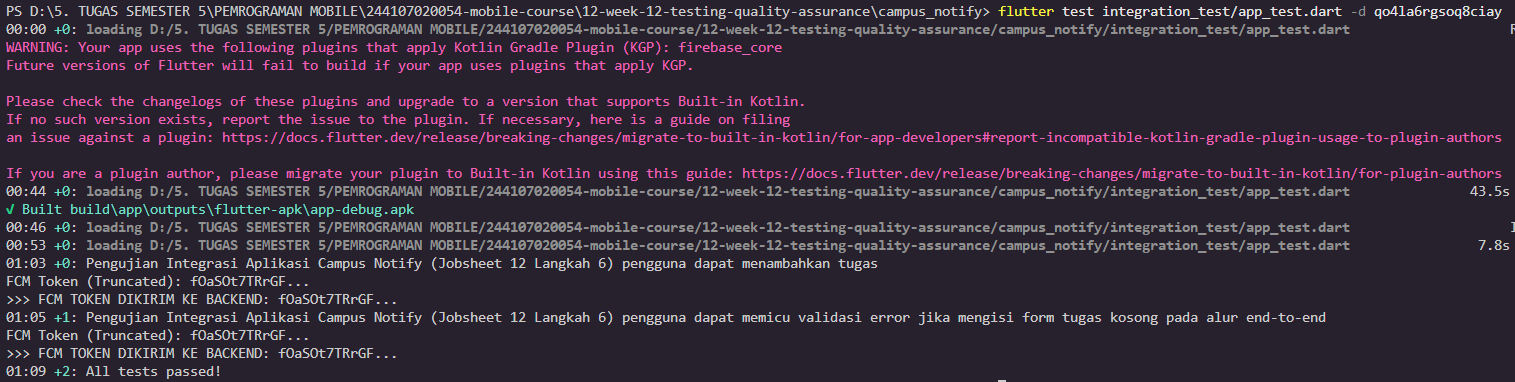 PS D:\5. TUGAS SEMESTER 5\PEMROGRAMAN MOBILE\244107020054-mobile-course\12-week-12-testing-quality-assurance\campus_notify> flutter test integration_test/app_test.dart -d qo4la6rgsoq8ciay
00:00 +0: loading D:/5. TUGAS SEMESTER 5/PEMROGRAMAN MOBILE/244107020054-mobile-course/12-week-12-testing-quality-assurance/campus_notify/integration_test/app_test.dart R
WARNING: Your app uses the following plugins that apply Kotlin Gradle Plugin (KGP): firebase_core
Future versions of Flutter will fail to build if your app uses plugins that apply KGP.
Please check the changelogs of these plugins and upgrade to a version that supports Built-in Kotlin.
If no such version exists, report the issue to the plugin. If necessary, here is a guide on filing
an issue against a plugin: https://docs.flutter.dev/release/breaking-changes/migrate-to-built-in-kotlin/for-app-developers#report-incompatible-kotlin-gradle-plugin-usage-to-plugin-authors
If you are a plugin author, please migrate your plugin to Built-in Kotlin using this guide: https://docs.flutter.dev/release/breaking-changes/migrate-to-built-in-kotlin/for-plugin-authors
00:44 +0: loading D:/5. TUGAS SEMESTER 5/PEMROGRAMAN MOBILE/244107020054-mobile-course/12-week-12-testing-quality-assurance/campus_notify/integration_test/app_test.dart 43.5s
√ Built build\app\outputs\flutter-apk\app-debug.apk
00:46 +0: loading D:/5. TUGAS SEMESTER 5/PEMROGRAMAN MOBILE/244107020054-mobile-course/12-week-12-testing-quality-assurance/campus_notify/integration_test/app_test.dart I
00:53 +0: loading D:/5. TUGAS SEMESTER 5/PEMROGRAMAN MOBILE/244107020054-mobile-course/12-week-12-testing-quality-assurance/campus_notify/integration_test/app_test.dart 7.8s
01:03 +0: Pengujian Integrasi Aplikasi Campus Notify (Jobsheet 12 Langkah 6) pengguna dapat menambahkan tugas
FCM Token (Truncated): fOaSOt7TRrGF...
>>> FCM TOKEN DIKIRIM KE BACKEND: fOaSOt7TRrGF...
01:05 +1: Pengujian Integrasi Aplikasi Campus Notify (Jobsheet 12 Langkah 6) pengguna dapat memicu validasi error jika mengisi form tugas kosong pada alur end-to-end
FCM Token (Truncated): fOaSOt7TRrGF...
>>> FCM TOKEN DIKIRIM KE BACKEND: fOaSOt7TRrGF...
01:09 +2: All tests passed!